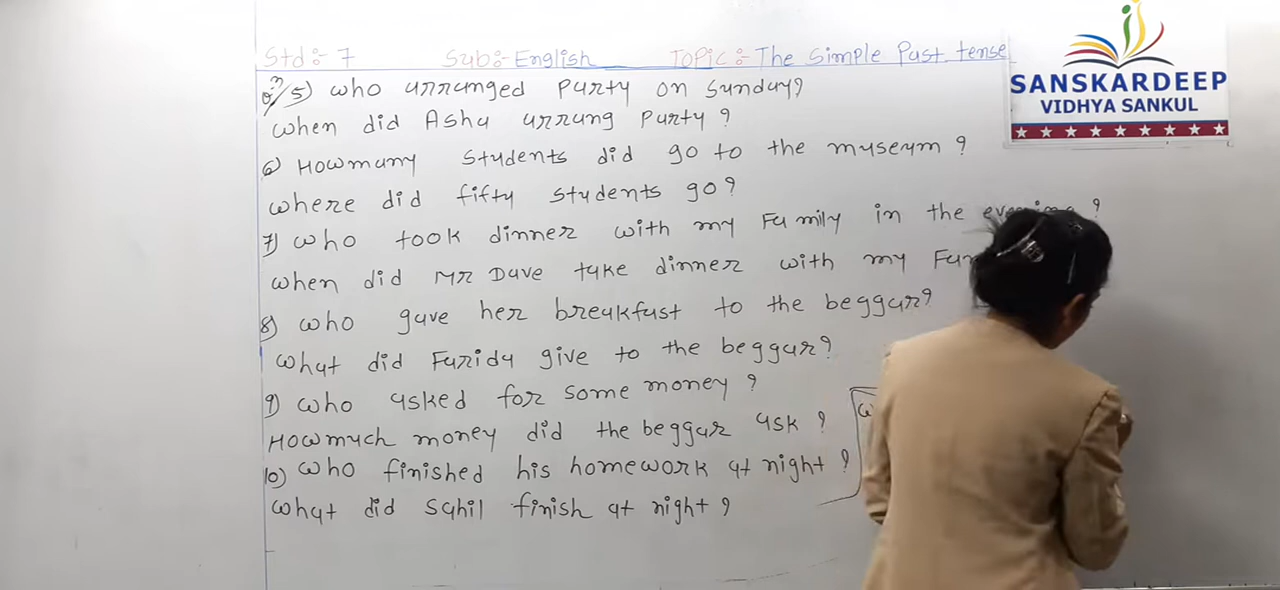 Std:- 7 Sub:- English Topic:- The Simple Past tense
SANSKARDEEP
VIDHYA SANKUL
5) who arranged Party on Sunday?
When did Asha arrang Party?
6) Howmany students did go to the museum?
where did fifty students go?
7) who took dinner with my Family in the evening?
when did Mr Dave take dinner with my
8) who gave her breakfast to the beggar?
what did Farida give to the beggar?
9) who asked for some money?
Howmuch money did the beggar ask?
10) who finished his homework at night?
what did Sahil finish at night?